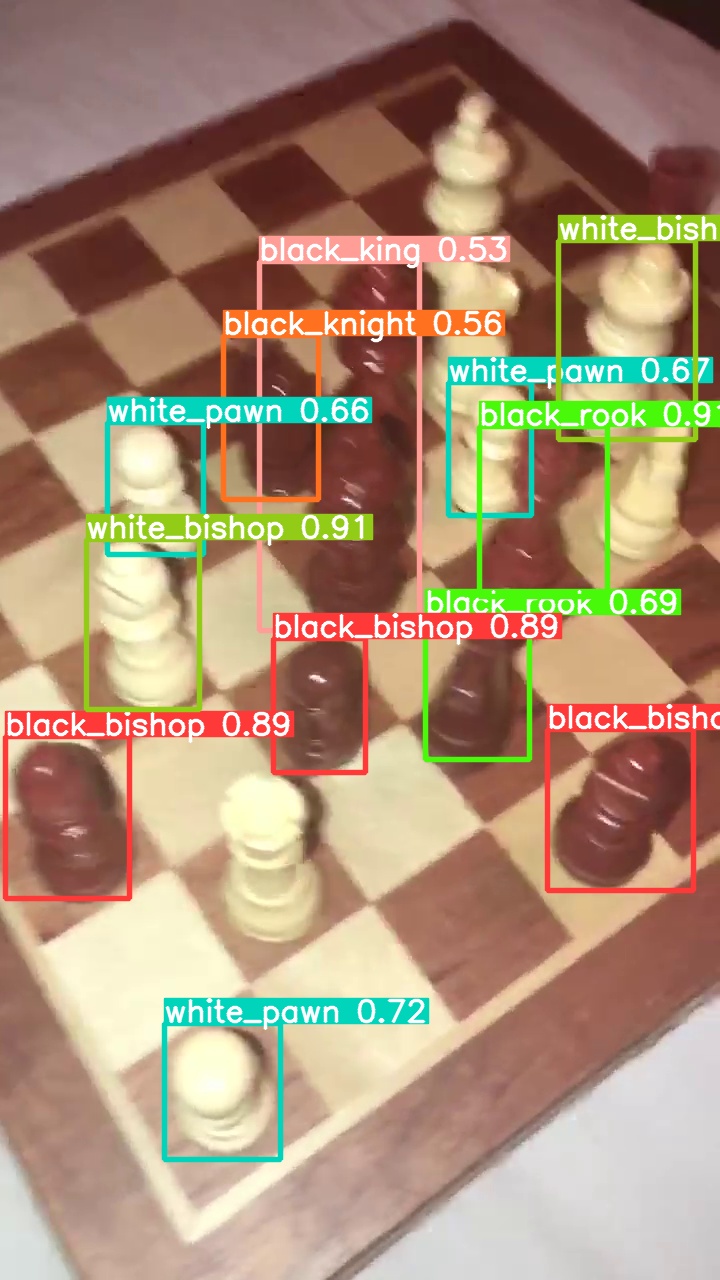 white_bish
black_king 0.53
black_knight 0.56
white_pawn 0.67
white_pawn 0.66
black_rook 0.91
white_bishop 0.91
black_rook 0.69
black_bishop 0.89
black_bisho
black_bishop 0.89
white_pawn 0.72